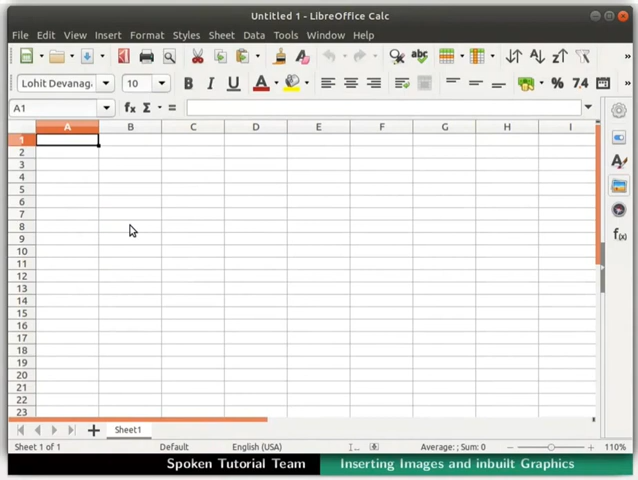 Untitled 1 - LibreOffice Calc
File Edit View Insert Format Styles Sheet Data Tools Window Help
Lohit Devanag 10 B I U A % 7.4
A1 fx Σ =
A B C D E F G H I
1
2
3
4
5
6
7
8
9
10
11
12
13
14
15
16
17
18
19
20
21
22
23
Sheet1
Sheet 1 of 1 Default English (USA) Average: ; Sum: 0 110%
Spoken Tutorial Team Inserting Images and inbuilt Graphics